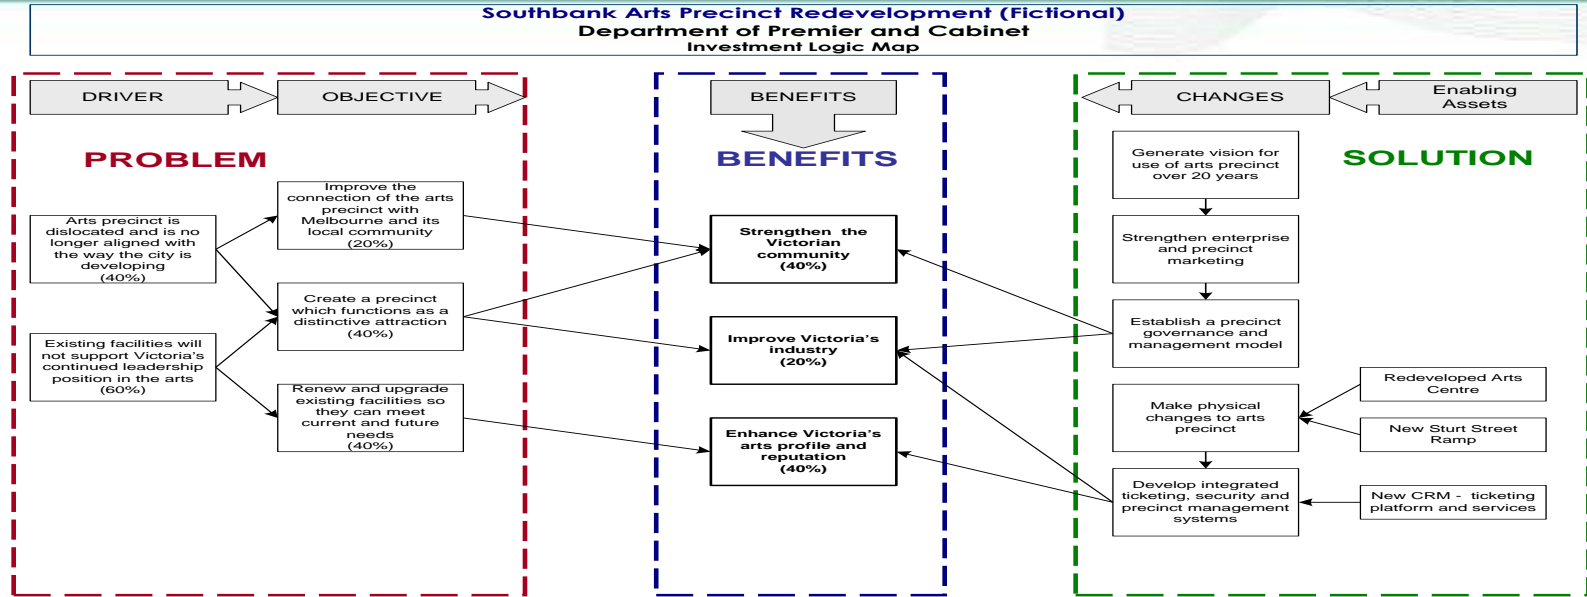 Southbank Arts Precinct Redevelopment (Fictional)
Department of Premier and Cabinet
Investment Logic Map
DRIVER
OBJECTIVE
BENEFITS
CHANGES
Enabling
Assets
PROBLEM
BENEFITS
SOLUTION
Arts precinct is
dislocated and is no
longer aligned with
the way the city is
developing
(40%)
Existing facilities will
not support Victoria's
continued leadership
position in the arts
(60%)
Improve the
connection of the arts
precinct with
Melbourne and its
local community
(20%)
Create a precinct
which functions as a
distinctive attraction
(40%)
Renew and upgrade
existing facilities so
they can meet
current and future
needs
(40%)
Strengthen the
Victorian
community
(40%)
Improve Victoria's
industry
(20%)
Enhance Victoria's
arts profile and
reputation
(40%)
Generate vision for
use of arts precinct
over 20 years
Strengthen enterprise
and precinct
marketing
Establish a precinct
governance and
management model
Make physical
changes to arts
precinct
Develop integrated
ticketing, security and
precinct management
systems
Redeveloped Arts
Centre
New Sturt Street
Ramp
New CRM - ticketing
platform and services